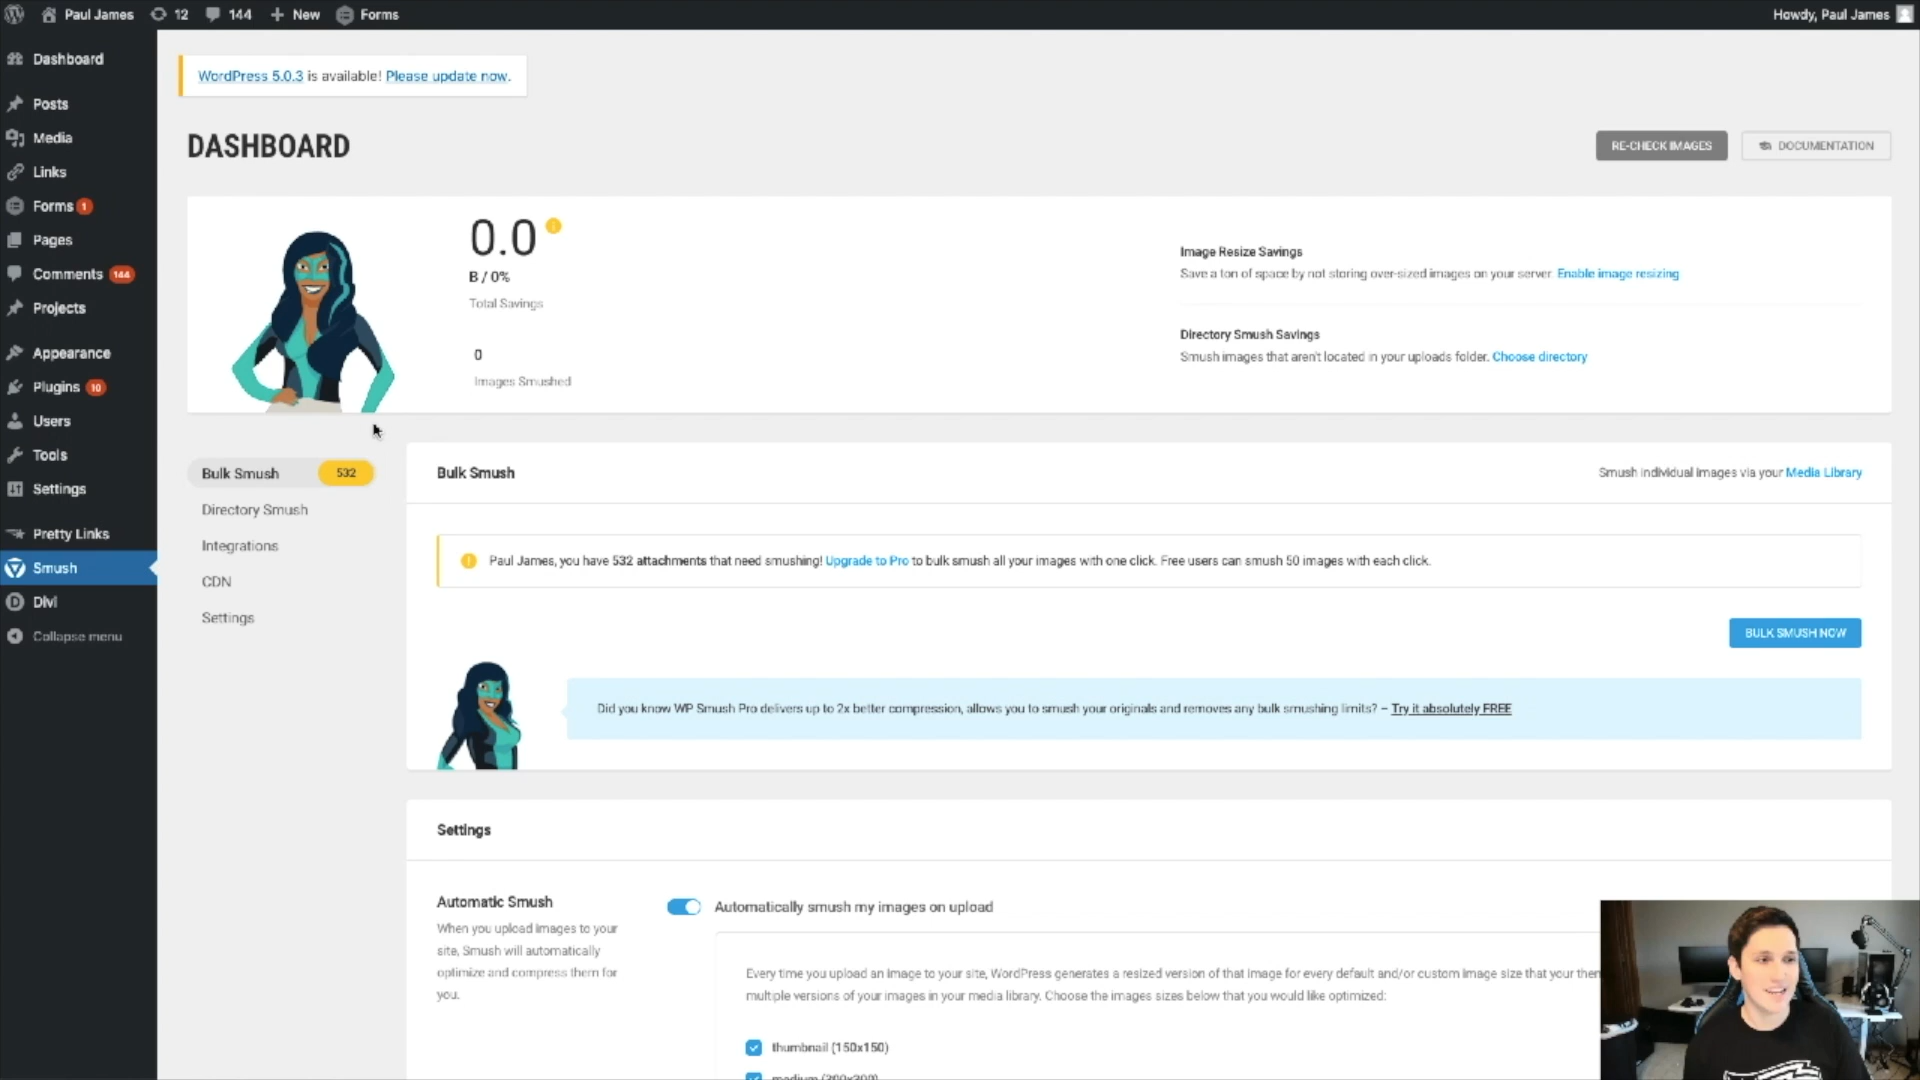 Paul James 12 144 New Forms Howdy, Paul James
Dashboard
Posts
Media
Links
Forms 1
Pages
Comments 144
Projects
Appearance
Plugins 10
Users
Tools
Settings
Pretty Links
Smush
Divi
Collapse menu
WordPress 5.0.3 is available! Please update now.
DASHBOARD
RE-CHECK IMAGES
DOCUMENTATION
0.0
B / 0%
Total Savings
0
Images Smushed
Image Resize Savings
Save a ton of space by not storing over-sized images on your server. Enable image resizing
Directory Smush Savings
Smush images that aren't located in your uploads folder. Choose directory
Bulk Smush 532
Directory Smush
Integrations
CDN
Settings
Bulk Smush
Smush individual images via your Media Library
Paul James, you have 532 attachments that need smushing! Upgrade to Pro to bulk smush all your images with one click. Free users can smush 50 images with each click.
BULK SMUSH NOW
Did you know WP Smush Pro delivers up to 2x better compression, allows you to smush your originals and removes any bulk smushing limits? – Try it absolutely FREE
Settings
Automatic Smush
When you upload images to your
site, Smush will automatically
optimize and compress them for
you.
Automatically smush my images on upload
Every time you upload an image to your site, WordPress generates a resized version of that image for every default and/or custom image size that your
multiple versions of your images in your media library. Choose the images sizes below that you would like optimized:
thumbnail (150x150)
medium (300x300)